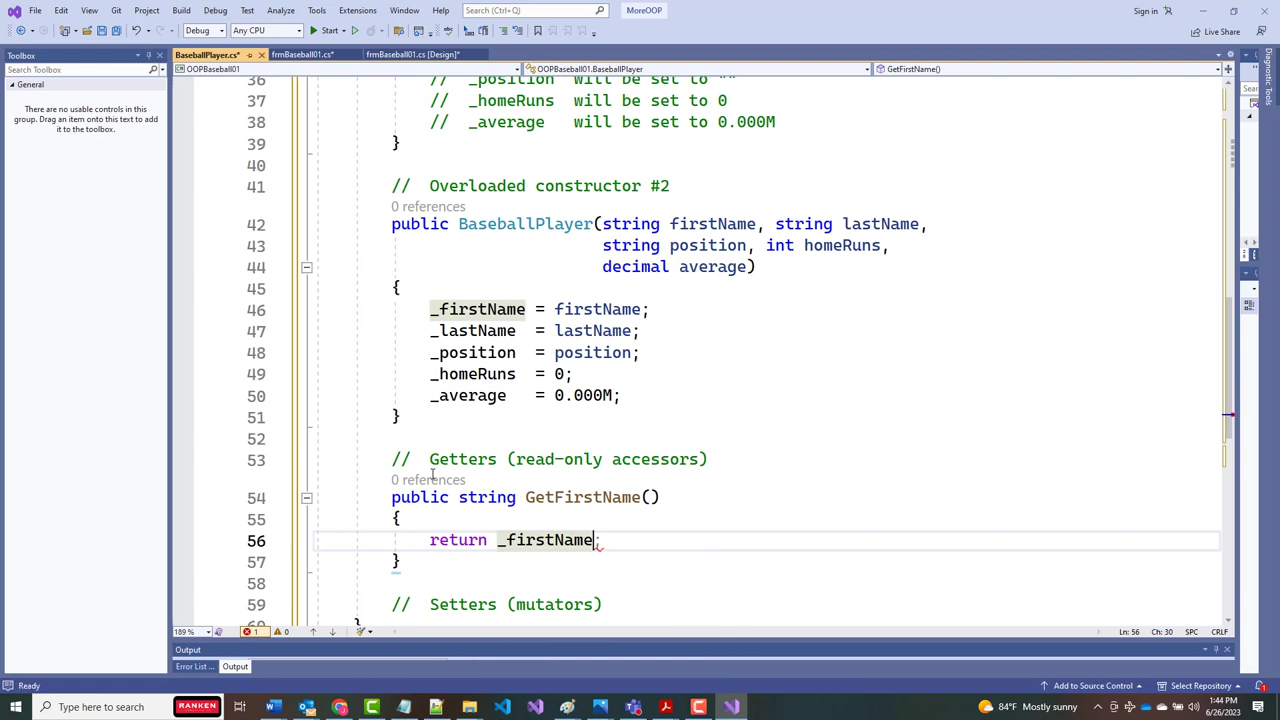 File Edit View Git Project Build Debug Test Analyze Tools Extensions Window Help Search (Ctrl+Q) MoreOOP Sign in
Debug Any CPU Start Live Share
Toolbox
Search Toolbox
General
There are no usable controls in this
group. Drag an item onto this text to add
it to the toolbox.
BaseballPlayer.cs* frmBaseball01.cs* frmBaseball01.cs [Design]*
OOPBaseball01 OOPBaseball01.BaseballPlayer GetFirstName()
36 // _position will be set to ""
37 // _homeRuns will be set to 0
38 // _average will be set to 0.000M
39 }
40
41 // Overloaded constructor #2
0 references
42 public BaseballPlayer(string firstName, string lastName,
43 string position, int homeRuns,
44 decimal average)
45 {
46 _firstName = firstName;
47 _lastName = lastName;
48 _position = position;
49 _homeRuns = 0;
50 _average = 0.000M;
51 }
52
53 // Getters (read-only accessors)
0 references
54 public string GetFirstName()
55 {
56 return _firstName;
57 }
58
59 // Setters (mutators)
60 }
189 % 1 0 Ln: 56 Ch: 30 SPC CRLF
Output
Error List ... Output
Ready Add to Source Control Select Repository 1
Type here to search RANKEN 84°F Mostly sunny 1:44 PM
6/26/2023
Diagnostic Tools
Sear